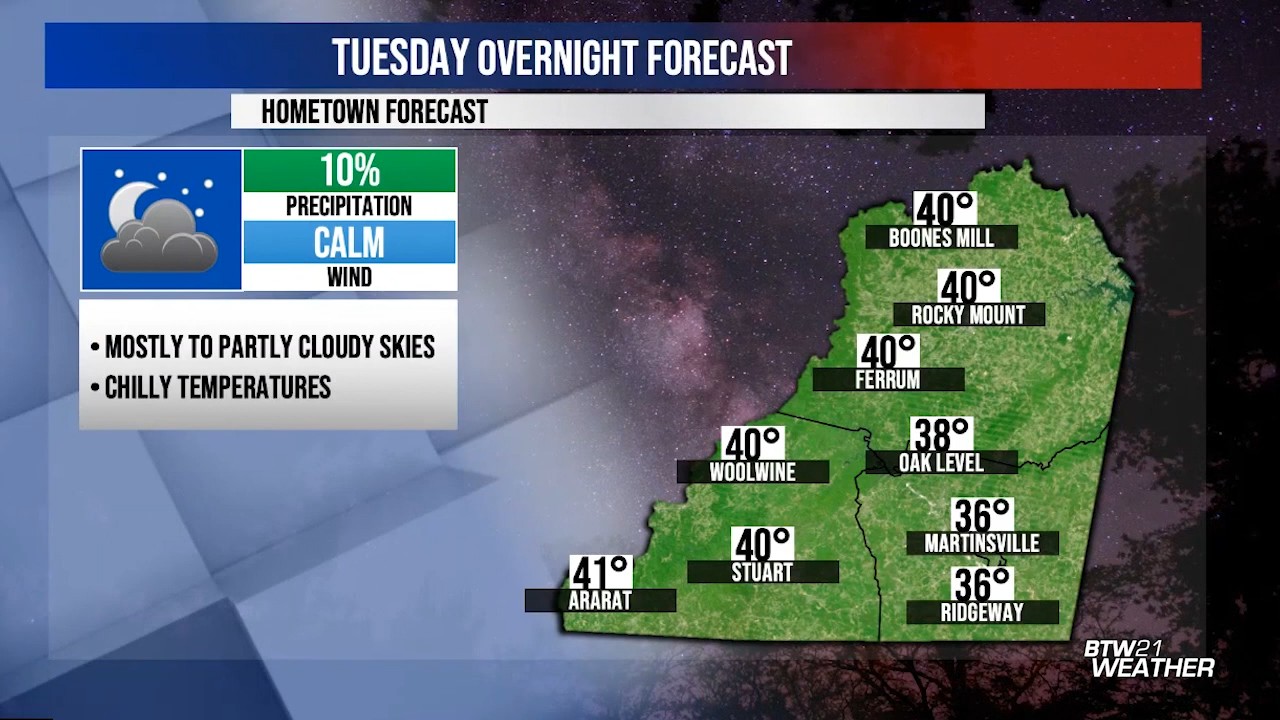 TUESDAY OVERNIGHT FORECAST
HOMETOWN FORECAST
10%
PRECIPITATION
CALM
WIND
• MOSTLY TO PARTLY CLOUDY SKIES
• CHILLY TEMPERATURES
40°
BOONES MILL
40°
ROCKY MOUNT
40°
FERRUM
38°
OAK LEVEL
40°
WOOLWINE
36°
MARTINSVILLE
40°
STUART
41°
ARARAT
36°
RIDGEWAY
BTW21
WEATHER